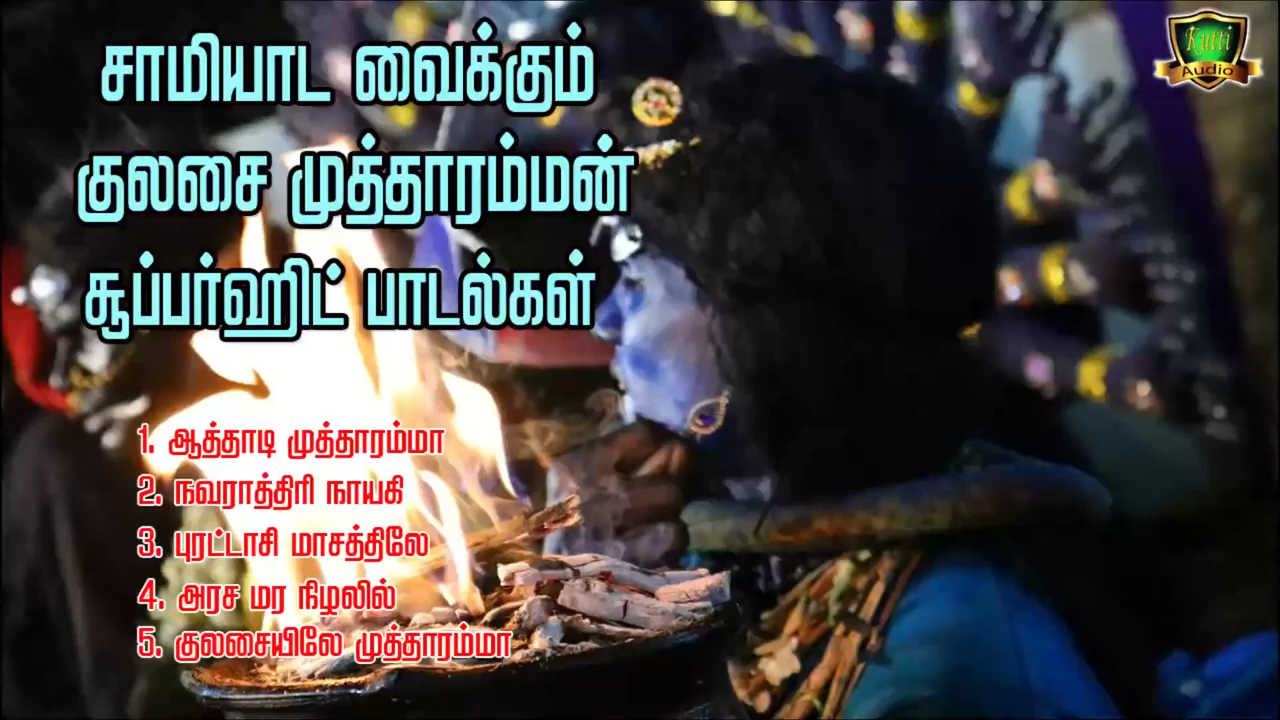 சாமியாட வைக்கும்
குலசை முத்தாரம்மன்
சூப்பர்ஹிட் பாடல்கள்
1. ஆத்தாடி முத்தாரம்மா
2. நவராத்திரி நாயகி
3. புரட்டாசி மாசத்திலே
4. அரச மர நிழலில்
5. குலசையிலே முத்தாரம்மா
Kutti
Audio